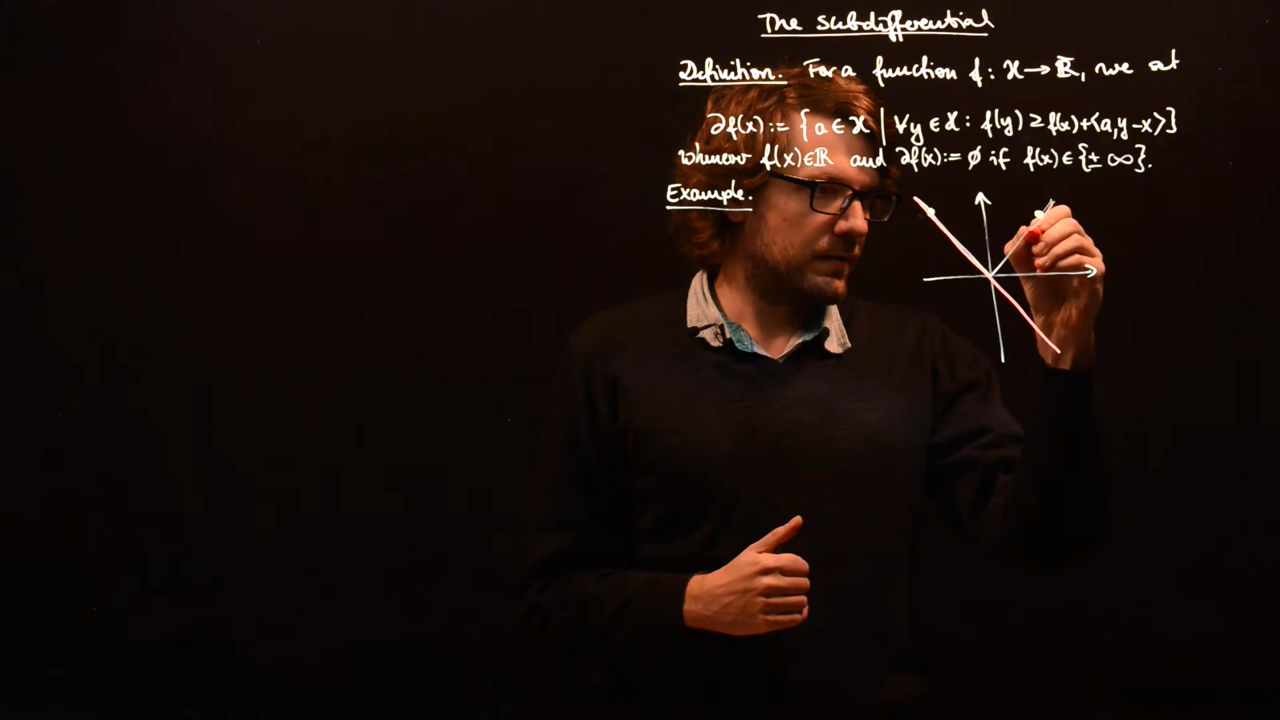 The subdifferential
Definition. For a function f: X→R̄, we set
∂f(x) := {a ∈ X | ∀y ∈ X : f(y) ≥ f(x)+⟨a,y-x⟩}
whenever f(x)∈R and ∂f(x) := ∅ if f(x) ∈ {± ∞}.
Example.